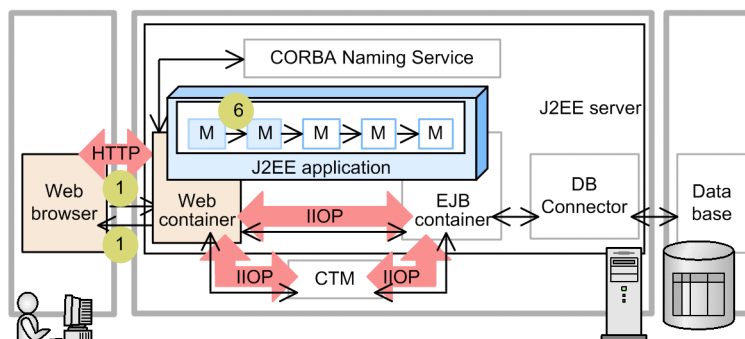 CORBA Naming Service
6
J2EE server
M M M M M
HTTP
J2EE application
1
Web
browser
Web
container
IIOP
EJB
container
DB
Connector
Data
base
1
IIOP
CTM
IIOP